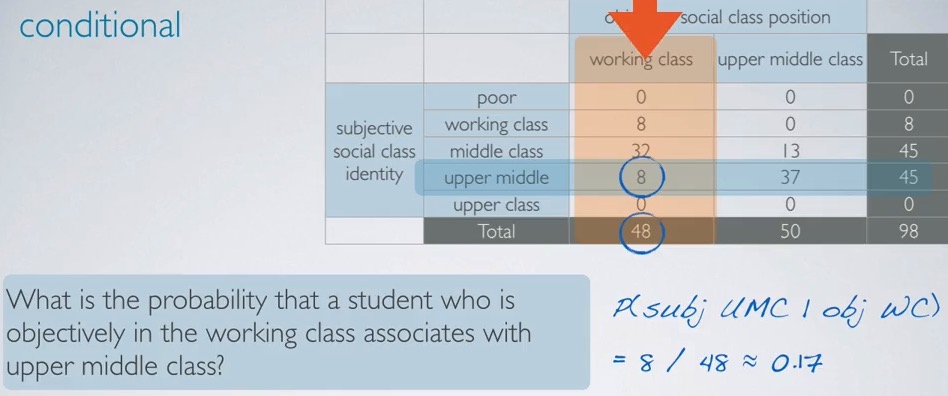 conditional
social class position
working class upper middle class Total
poor 0 0 0
working class 8 0 8
subjective social class identity
middle class 32 13 45
upper middle 8 37 45
upper class 0 0 0
Total 48 50 98
What is the probability that a student who is
objectively in the working class associates with
upper middle class?
P(subj UMC | obj WC)
= 8 / 48 ≈ 0.17